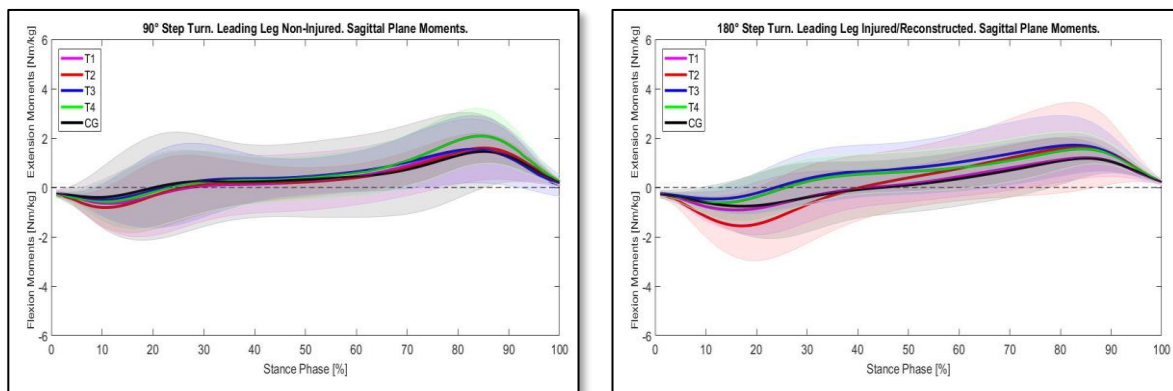 90° Step Turn. Leading Leg Non-Injured. Sagittal Plane Moments.
Flexion Moments [Nm/kg] Extension Moments [Nm/kg]
6
4
2
0
-2
-4
-6
T1
T2
T3
T4
CG
0 10 20 30 40 50 60 70 80 90 100
Stance Phase [%]
180° Step Turn. Leading Leg Injured/Reconstructed. Sagittal Plane Moments.
Flexion Moments [Nm/kg] Extension Moments [Nm/kg]
6
4
2
0
-2
-4
-6
T1
T2
T3
T4
CG
0 10 20 30 40 50 60 70 80 90 100
Stance Phase [%]